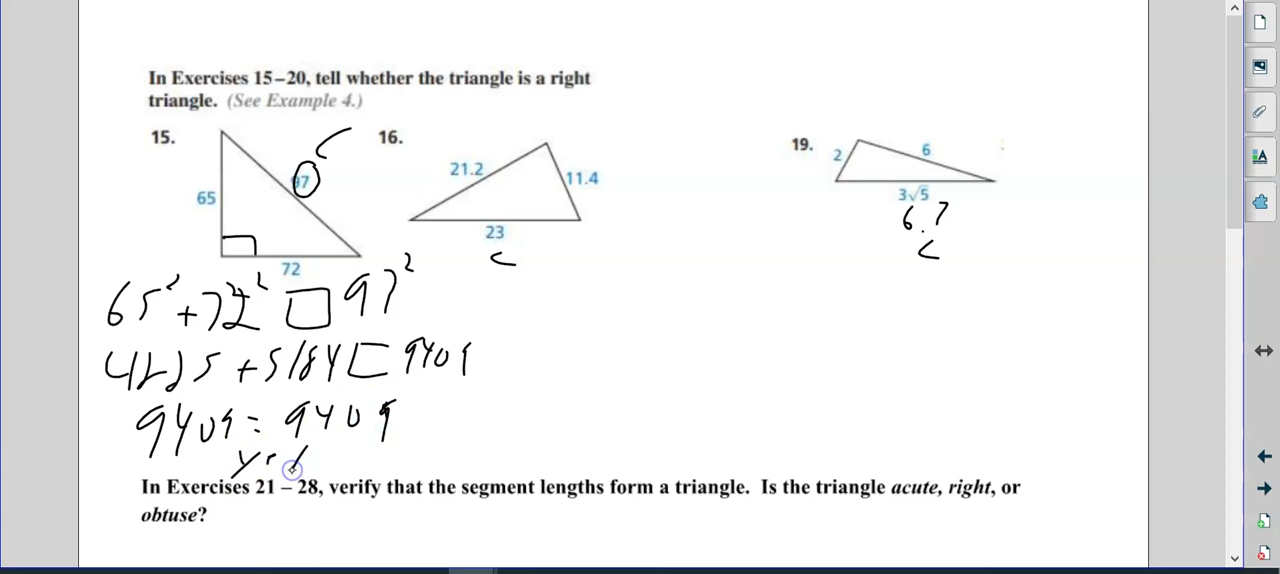 In Exercises 15–20, tell whether the triangle is a right
triangle. (See Example 4.)
15.
16.
19.
97
65
72
21.2
11.4
23
c
2
6
3√5
6.7
c
65² + 72² □ 97²
4225 + 5184 □ 9409
9409 = 9409
yes
In Exercises 21 – 28, verify that the segment lengths form a triangle. Is the triangle acute, right, or
obtuse?